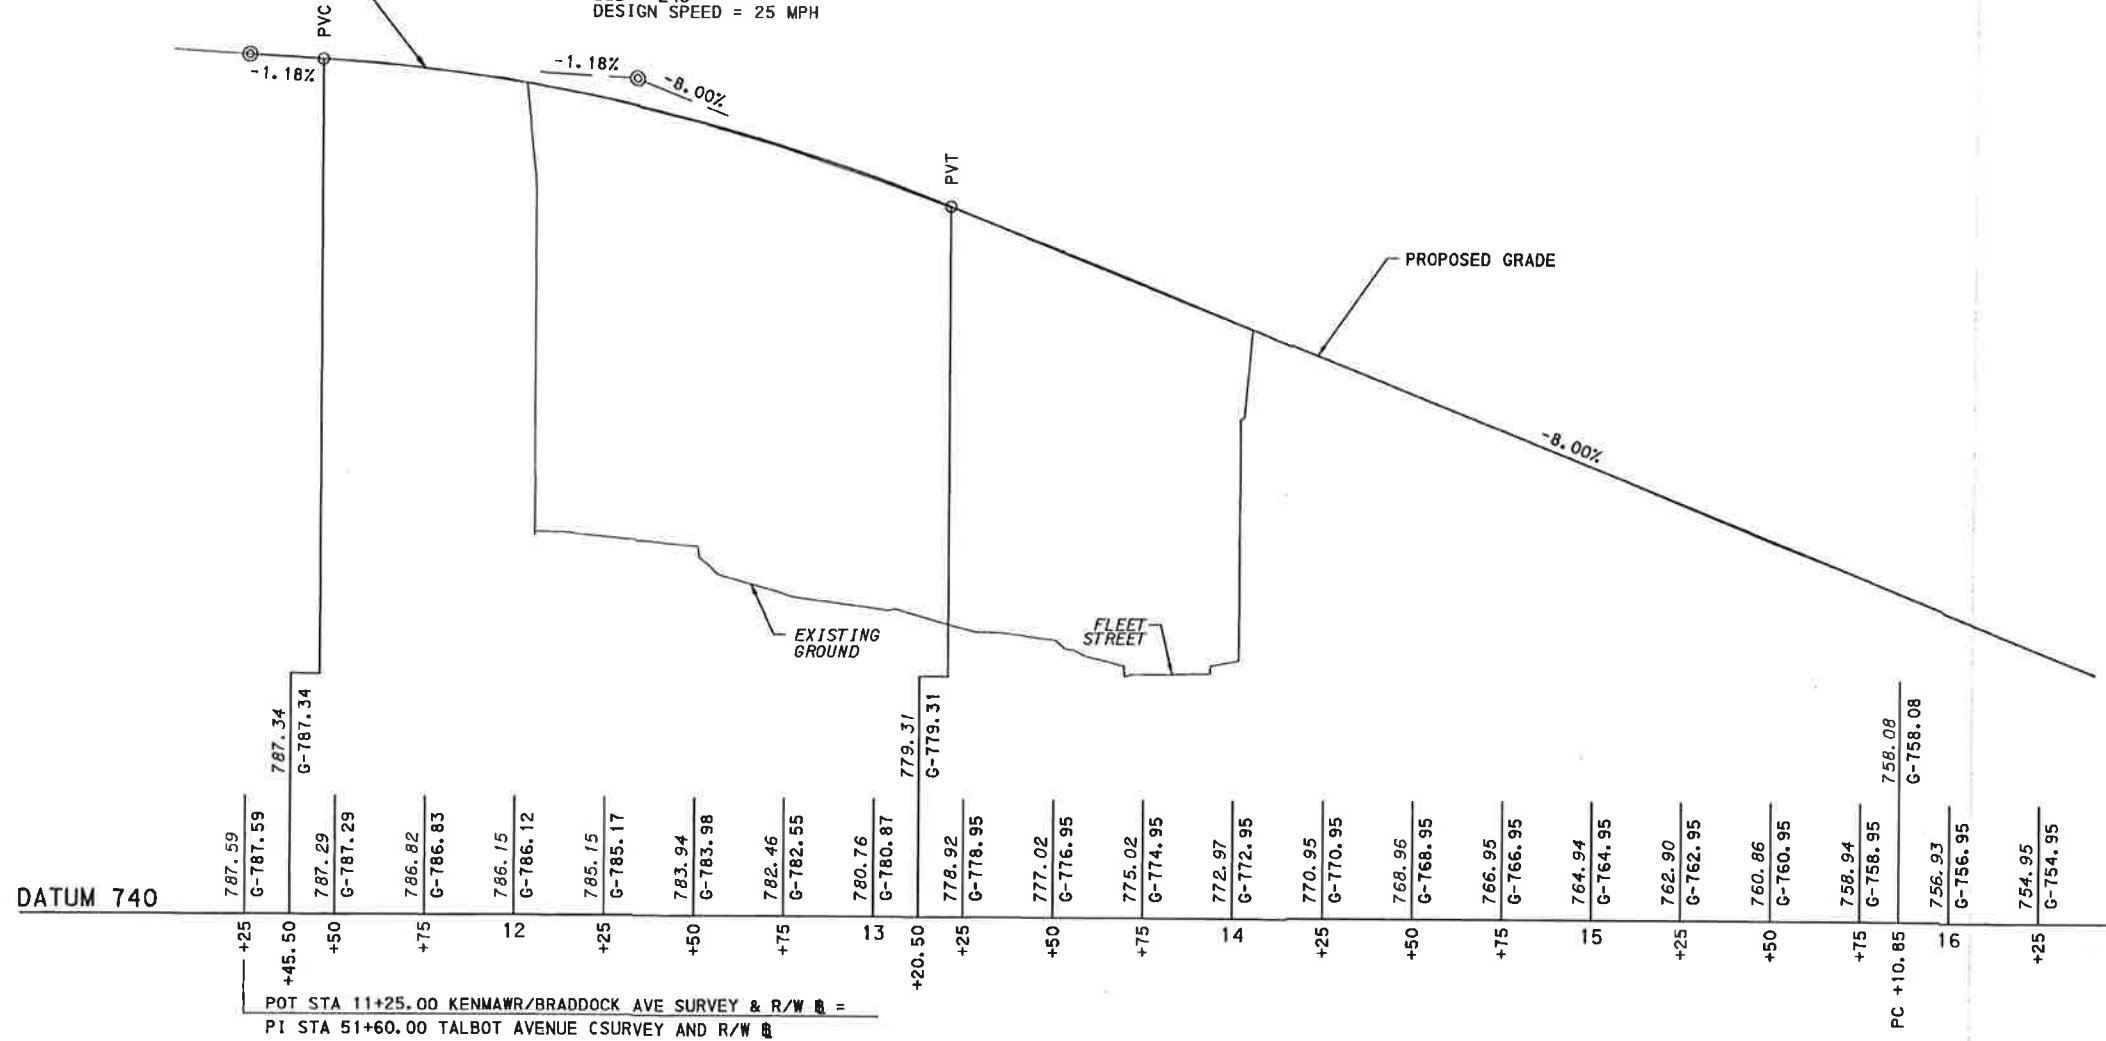 DESIGN SPEED = 25 MPH
PVC
-1.18%
-1.18%
-8.00%
PVT
PROPOSED GRADE
-8.00%
EXISTING
GROUND
FLEET
STREET
787.34
G-787.34
779.31
G-779.31
758.08
G-758.08
787.59
G-787.59
787.29
G-787.29
786.82
G-786.83
786.15
G-786.12
785.15
G-785.17
783.94
G-783.98
782.46
G-782.55
780.76
G-780.87
778.92
G-778.95
777.02
G-776.95
775.02
G-774.95
772.97
G-772.95
770.95
G-770.95
768.96
G-768.95
766.95
G-766.95
764.94
G-764.95
762.90
G-762.95
760.86
G-760.95
758.94
G-758.95
756.93
G-756.95
754.95
G-754.95
DATUM 740
+25
+45.50
+50
+75
12
+25
+50
+75
13
+20.50
+25
+50
+75
14
+25
+50
+75
15
+25
+50
+75
PC +10.85
16
+25
POT STA 11+25.00 KENMAWR/BRADDOCK AVE SURVEY & R/W =
PI STA 51+60.00 TALBOT AVENUE CSURVEY AND R/W